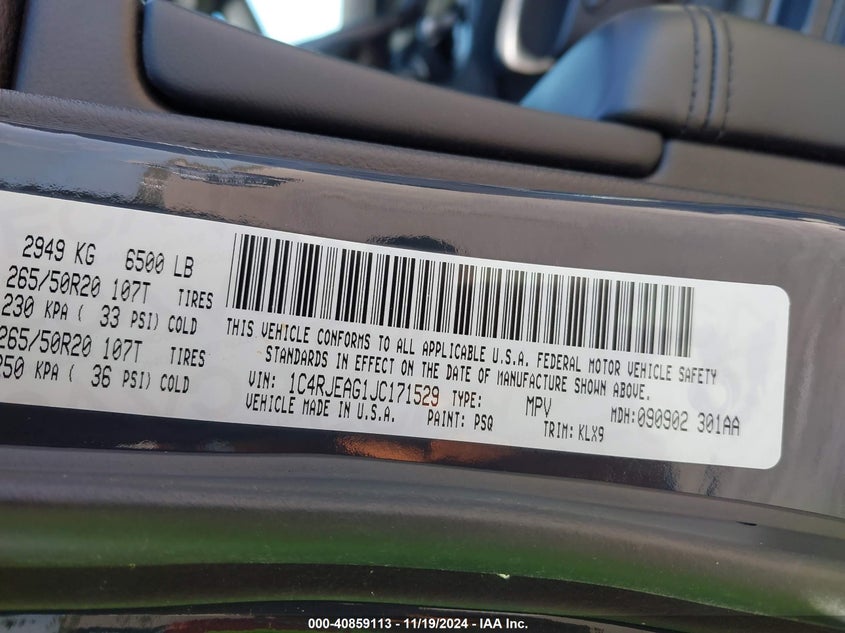 2949 KG 6500 LB
265/50R20 107T TIRES
230 KPA ( 33 PSI) COLD
265/50R20 107T TIRES
250 KPA ( 36 PSI) COLD
THIS VEHICLE CONFORMS TO ALL APPLICABLE U.S.A. FEDERAL MOTOR VEHICLE SAFETY
STANDARDS IN EFFECT ON THE DATE OF MANUFACTURE SHOWN ABOVE.
VIN: 1C4RJEAG1JC171529 TYPE: MPV MDH:090902 301AA
VEHICLE MADE IN U.S.A. PAINT: PSQ TRIM: KLX9
000-40859113 - 11/19/2024 - IAA Inc.